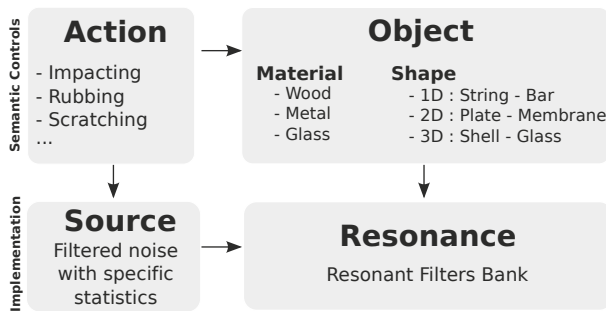 Semantic Controls
Action
- Impacting
- Rubbing
- Scratching
...
Object
Material
- Wood
- Metal
- Glass
Shape
- 1D : String - Bar
- 2D : Plate - Membrane
- 3D : Shell - Glass
Implementation
Source
Filtered noise
with specific
statistics
Resonance
Resonant Filters Bank